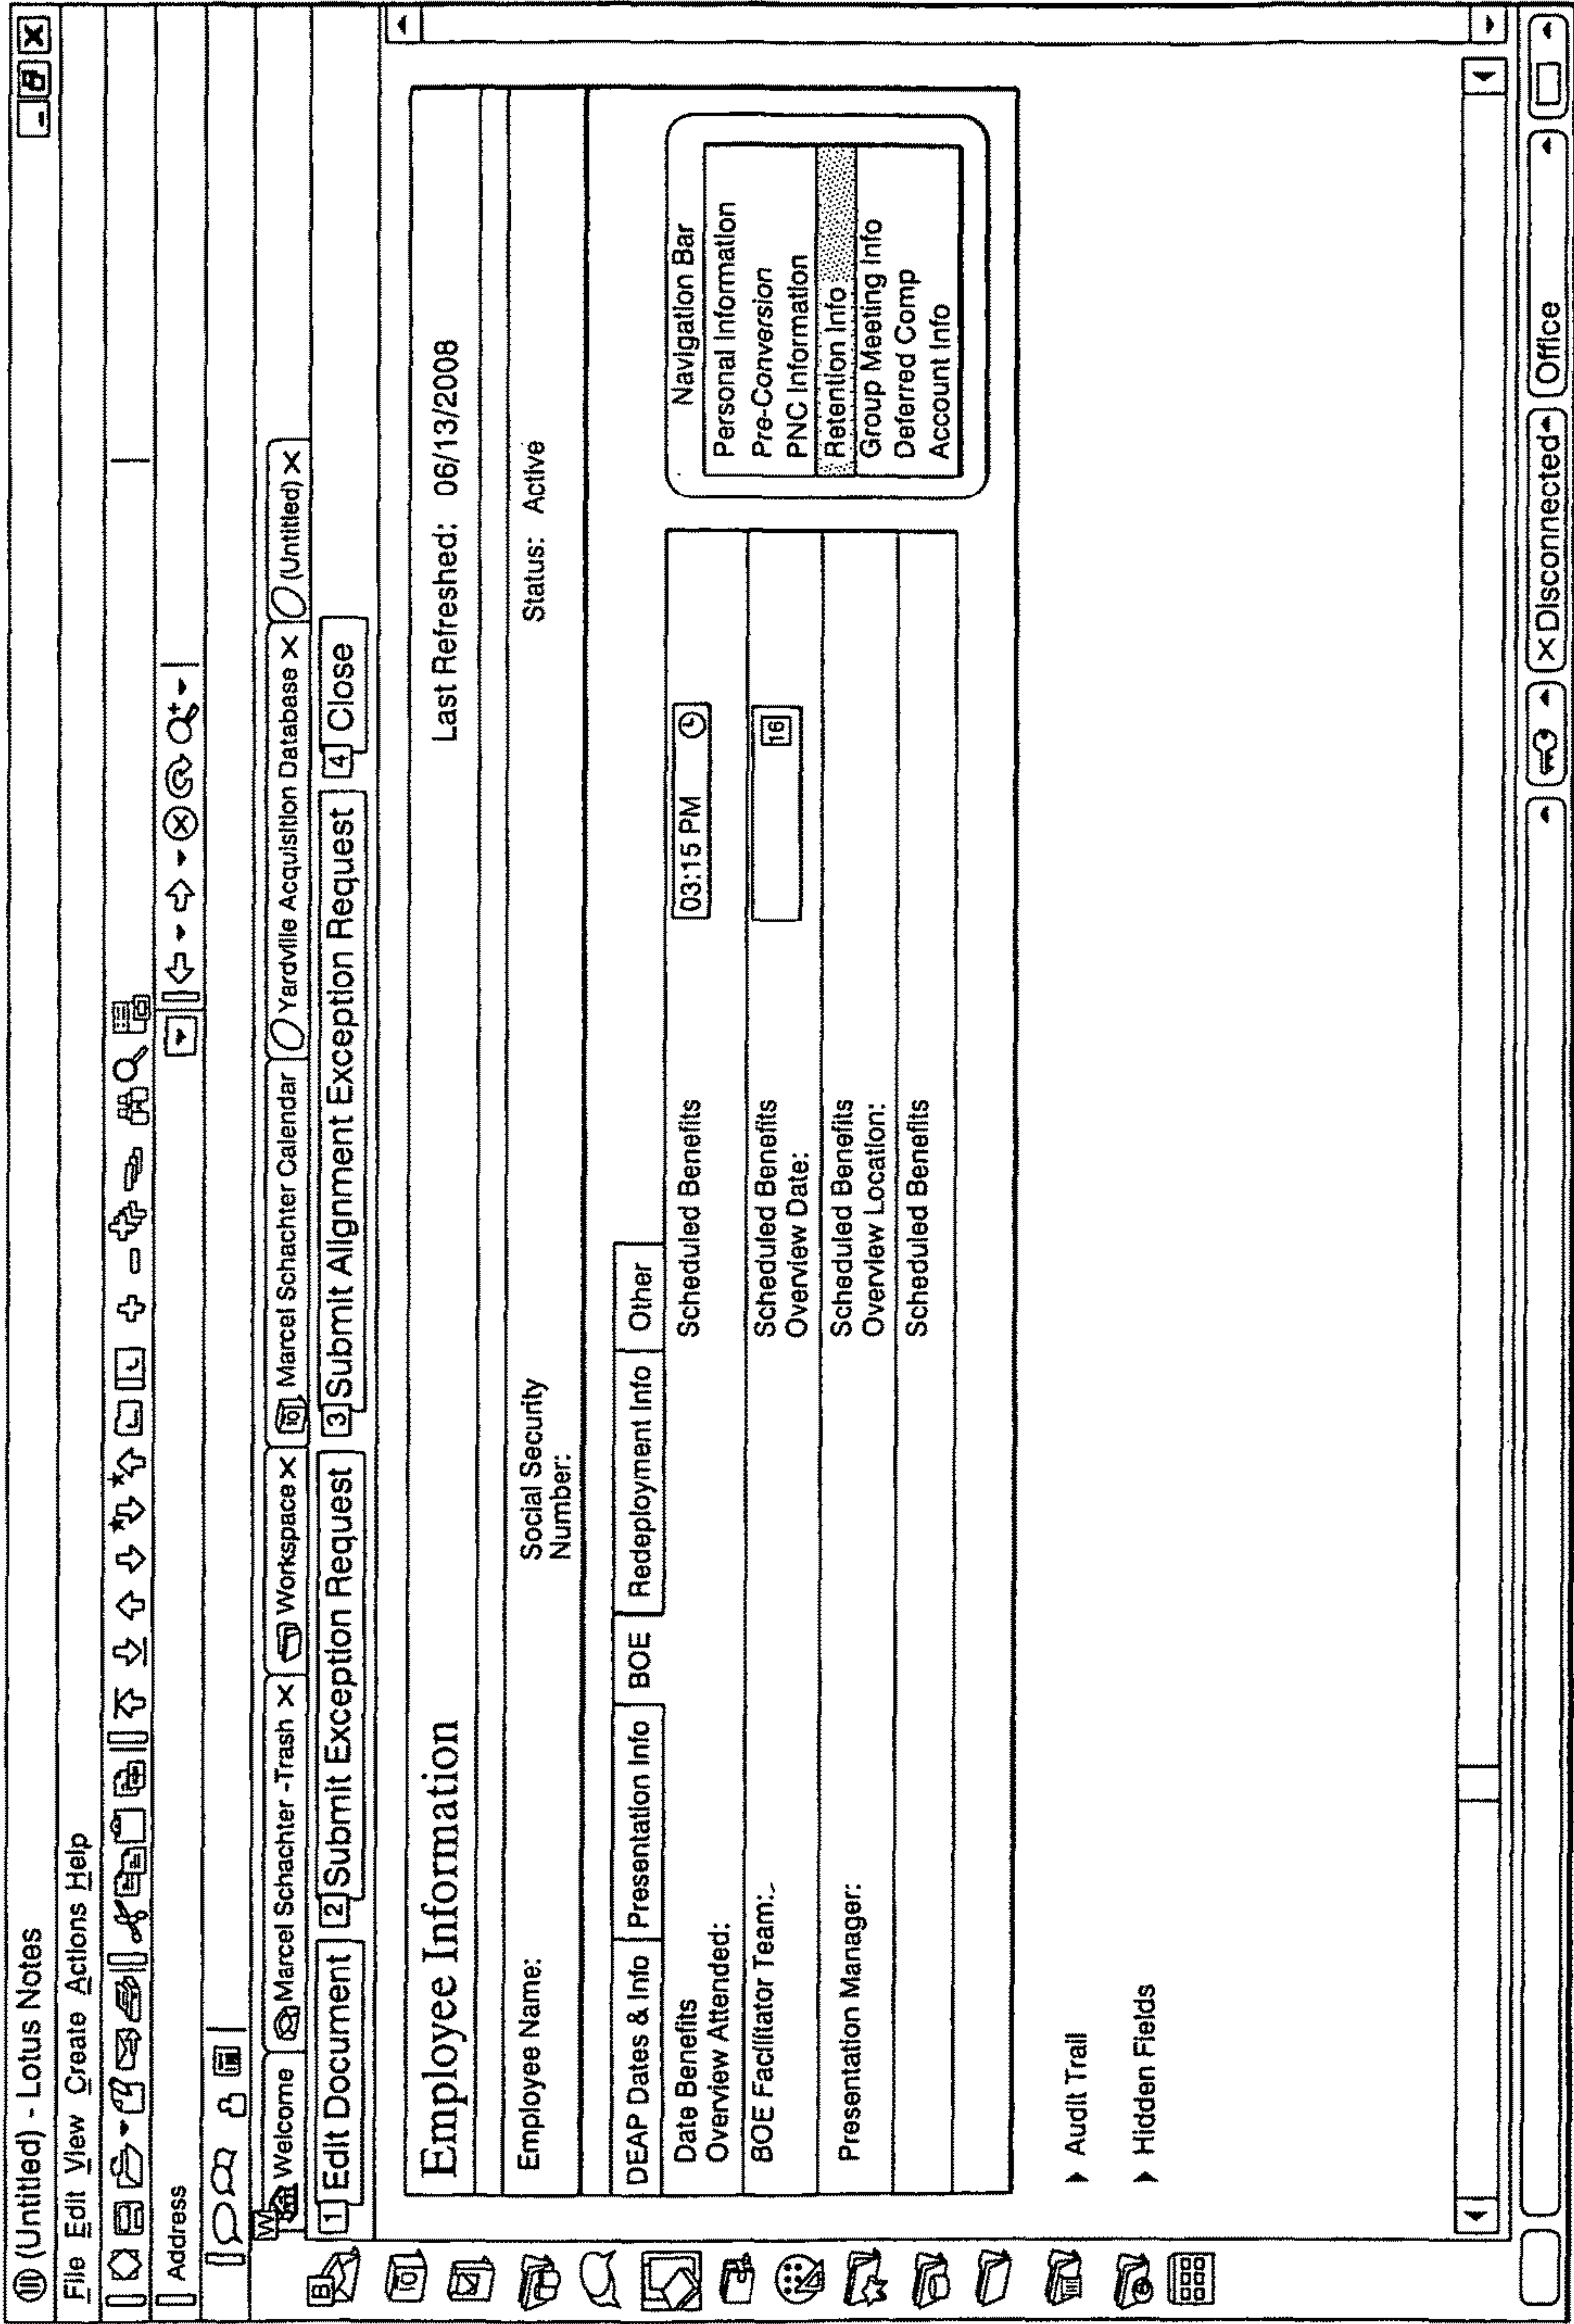 (Untitled) - Lotus Notes
File Edit View Create Actions Help
Address
W
Welcome Marcel Schachter -Trash X Workspace X Marcel Schachter Calendar Yardville Acquisition Database X (Untitled) X
1 Edit Document 2 Submit Exception Request 3 Submit Alignment Exception Request 4 Close
B
Employee Information
Last Refreshed: 06/13/2008
Employee Name:
Social Security
Number:
Status: Active
DEAP Dates & Info Presentation Info BOE Redeployment Info Other
Date Benefits
Overview Attended:
Scheduled Benefits
03:15 PM
BOE Facilitator Team:
Scheduled Benefits
Overview Date:
16
Presentation Manager:
Scheduled Benefits
Overview Location:
Scheduled Benefits
Navigation Bar
Personal Information
Pre-Conversion
PNC Information
Retention Info
Group Meeting Info
Deferred Comp
Account Info
Audit Trail
Hidden Fields
X Disconnected
Office